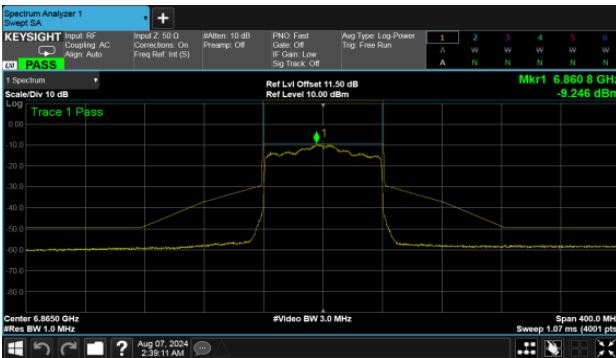 Spectrum Analyzer 1
Swept SA
+
KEYSIGHT
Input: RF
Coupling: AC
Align: Auto
Input Z: 50 Ω
Corrections: On
Freq Ref: Int (S)
#Atten: 10 dB
Preamp: Off
PNO: Fast
Gate: Off
IF Gain: Low
Sig Track: Off
Avg Type: Log-Power
Trig: Free Run
1 2 3 4 5 6
A W W W W W
A N N N N N
LXI
PASS
1 Spectrum
Scale/Div 10 dB
Ref Lvl Offset 11.50 dB
Ref Level 10.00 dBm
Mkr1 6.860 8 GHz
-9.246 dBm
Log
Trace 1 Pass
1
0.00
-10.0
-20.0
-30.0
-40.0
-50.0
-60.0
-70.0
-80.0
Center 6.8650 GHz
#Video BW 3.0 MHz
Span 400.0 MHz
#Res BW 1.0 MHz
Sweep 1.07 ms (4001 pts)
?
Aug 07, 2024
2:39:11 AM